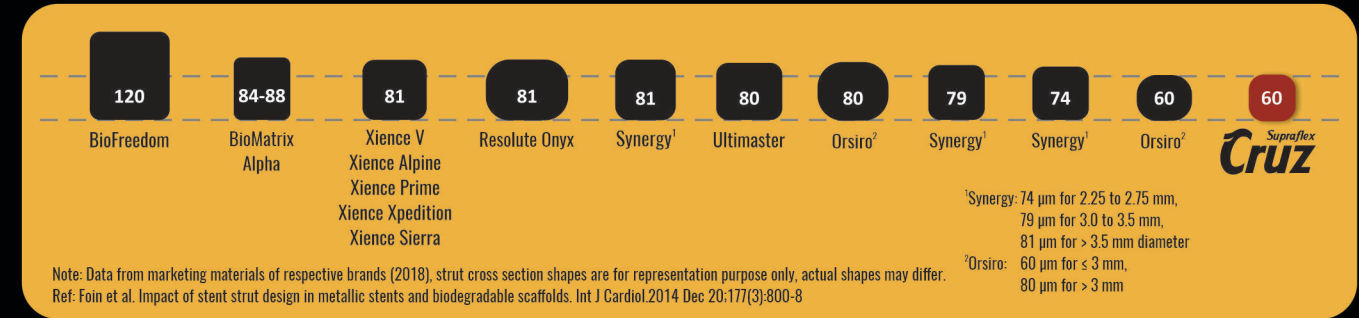 120
84-88
81
81
81
80
80
79
74
60
60
BioFreedom
BioMatrix
Alpha
Xience V
Xience Alpine
Xience Prime
Xience Xpedition
Xience Sierra
Resolute Onyx
Synergy¹
Ultimaster
Orsiro²
Synergy¹
Synergy¹
Orsiro²
Supraflex
Cruz
¹Synergy: 74 µm for 2.25 to 2.75 mm,
79 µm for 3.0 to 3.5 mm,
81 µm for > 3.5 mm diameter
²Orsiro: 60 µm for ≤ 3 mm,
80 µm for > 3 mm
Note: Data from marketing materials of respective brands (2018), strut cross section shapes are for representation purpose only, actual shapes may differ.
Ref: Foin et al. Impact of stent strut design in metallic stents and biodegradable scaffolds. Int J Cardiol.2014 Dec 20;177(3):800-8